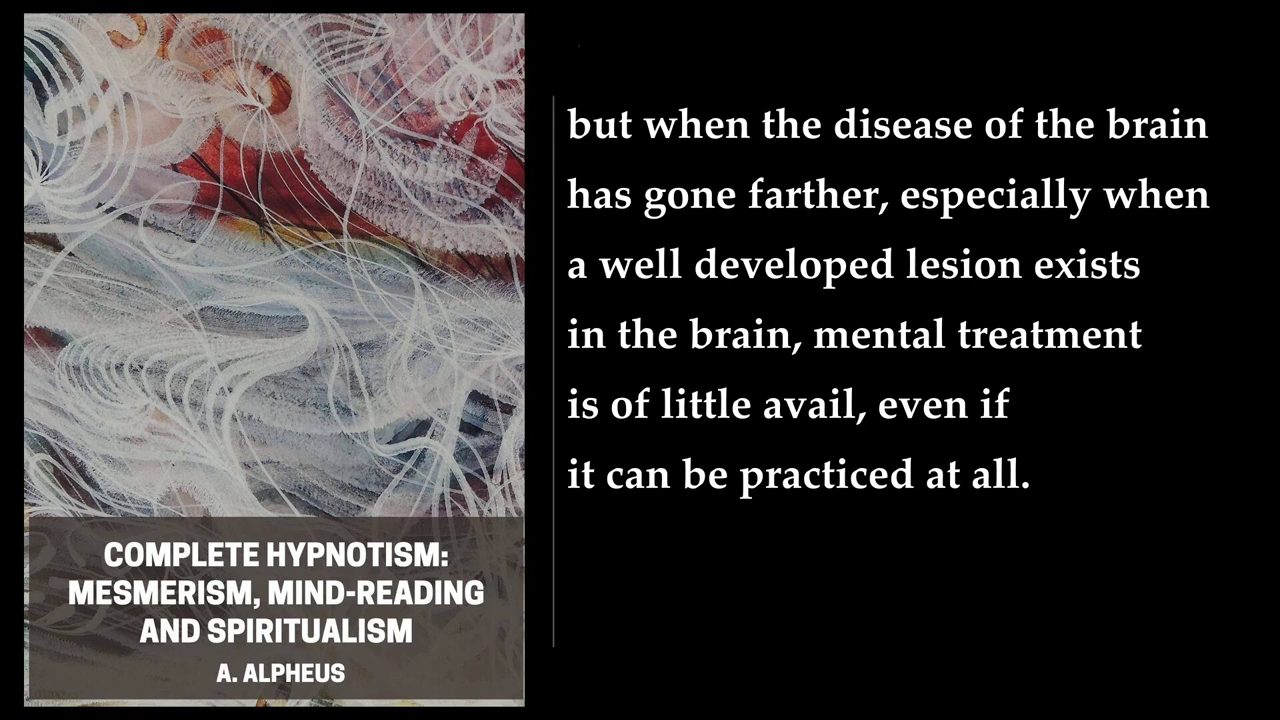 but when the disease of the brain
has gone farther, especially when
a well developed lesion exists
in the brain, mental treatment
is of little avail, even if
it can be practiced at all.
COMPLETE HYPNOTISM:
MESMERISM, MIND-READING
AND SPIRITUALISM
A. ALPHEUS